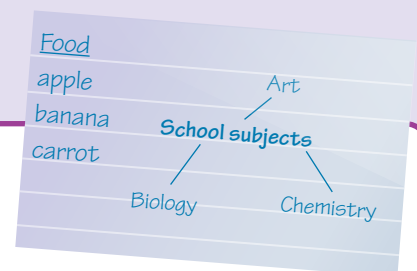 Food
apple
banana
carrot
Art
School subjects
Biology
Chemistry